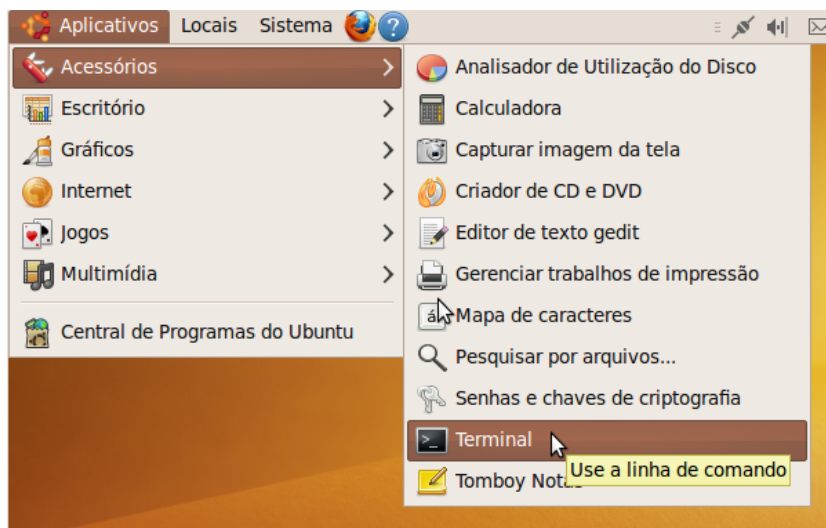 Aplicativos Locais Sistema ?
Acessórios
Escritório
Gráficos
Internet
Jogos
Multimídia
Central de Programas do Ubuntu
Analisador de Utilização do Disco
Calculadora
Capturar imagem da tela
Criador de CD e DVD
Editor de texto gedit
Gerenciar trabalhos de impressão
Mapa de caracteres
Pesquisar por arquivos...
Senhas e chaves de criptografia
Terminal
Use a linha de comando
Tomboy